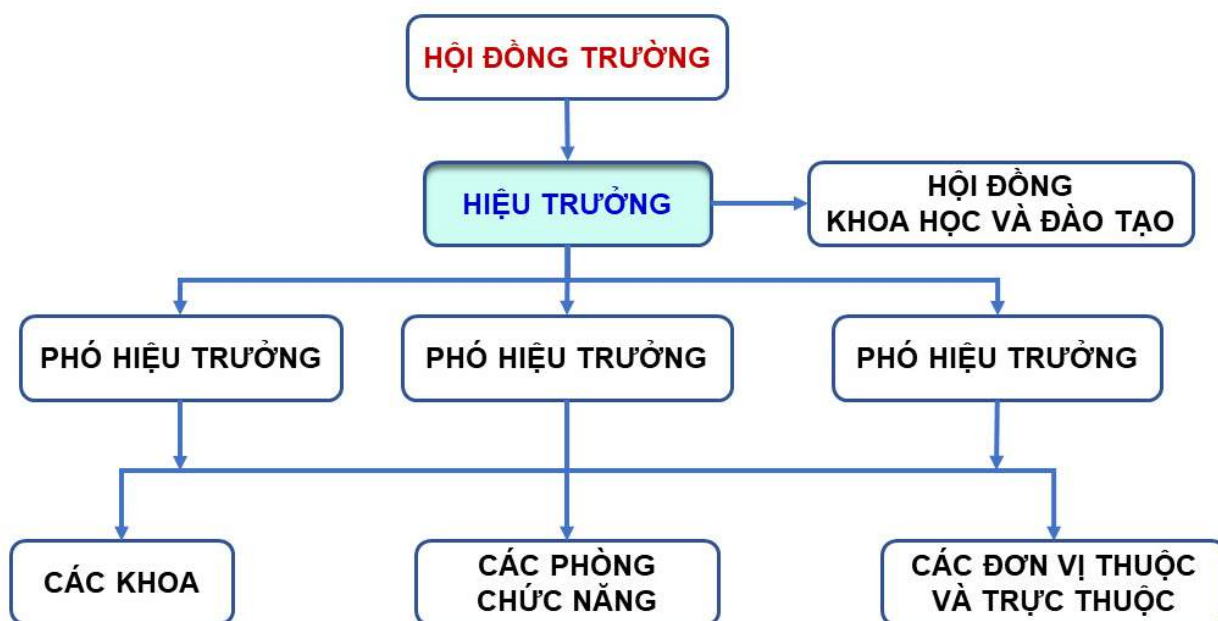 HỘI ĐỒNG TRƯỜNG
HIỆU TRƯỞNG
HỘI ĐỒNG
KHOA HỌC VÀ ĐÀO TẠO
PHÓ HIỆU TRƯỞNG
PHÓ HIỆU TRƯỞNG
PHÓ HIỆU TRƯỞNG
CÁC KHOA
CÁC PHÒNG
CHỨC NĂNG
CÁC ĐƠN VỊ THUỘC
VÀ TRỰC THUỘC